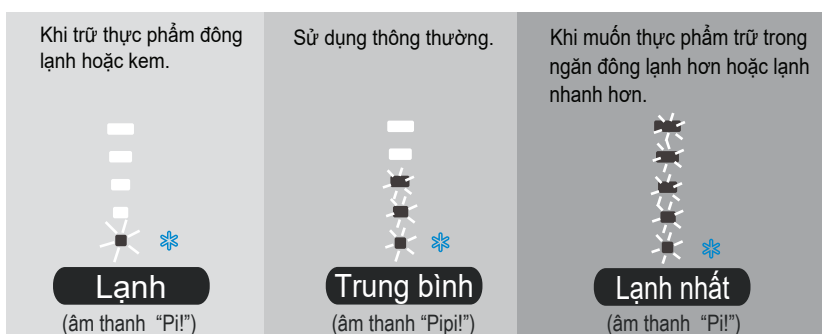 Khi trữ thực phẩm đông
lạnh hoặc kem.
Lạnh
(âm thanh “Pi!”)
Sử dụng thông thường.
Trung bình
(âm thanh “Pipi!”)
Khi muốn thực phẩm trữ trong
ngăn đông lạnh hơn hoặc lạnh
nhanh hơn.
Lạnh nhất
(âm thanh “Pi!”)